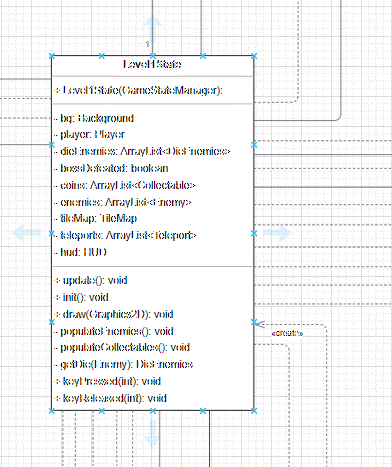 1
Level1State
+ Level1State(GameStateManager):
- bg: Background
- player: Player
- dieEnemies: ArrayList<DieEnemies>
- bossDefeated: boolean
- coins: ArrayList<Collectable>
- enemies: ArrayList<Enemy>
- tileMap: TileMap
- teleports: ArrayList<Teleport>
- hud: HUD
+ update(): void
+ init(): void
+ draw(Graphics2D): void
- populateEnemies(): void
- populateCollectables(): void
- getDie(Enemy): DieEnemies
+ keyPressed(int): void
+ keyReleased(int): void
«create»